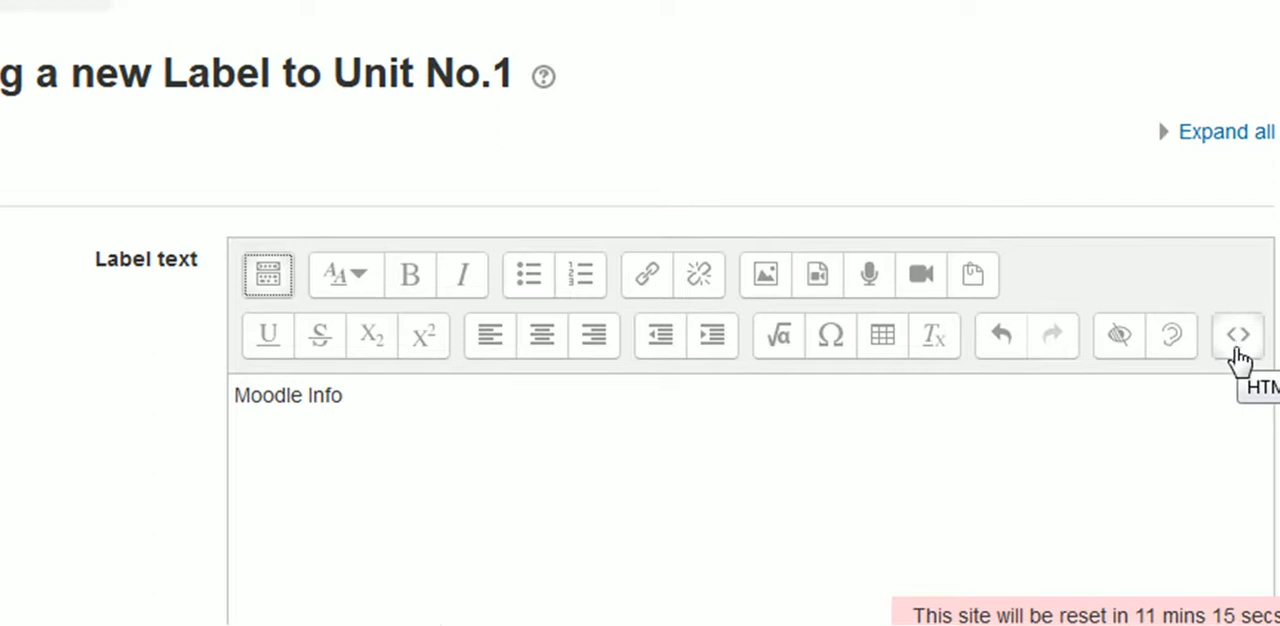 g a new Label to Unit No.1
Expand all
Label text
Moodle Info
HTM
This site will be reset in 11 mins 15 secs